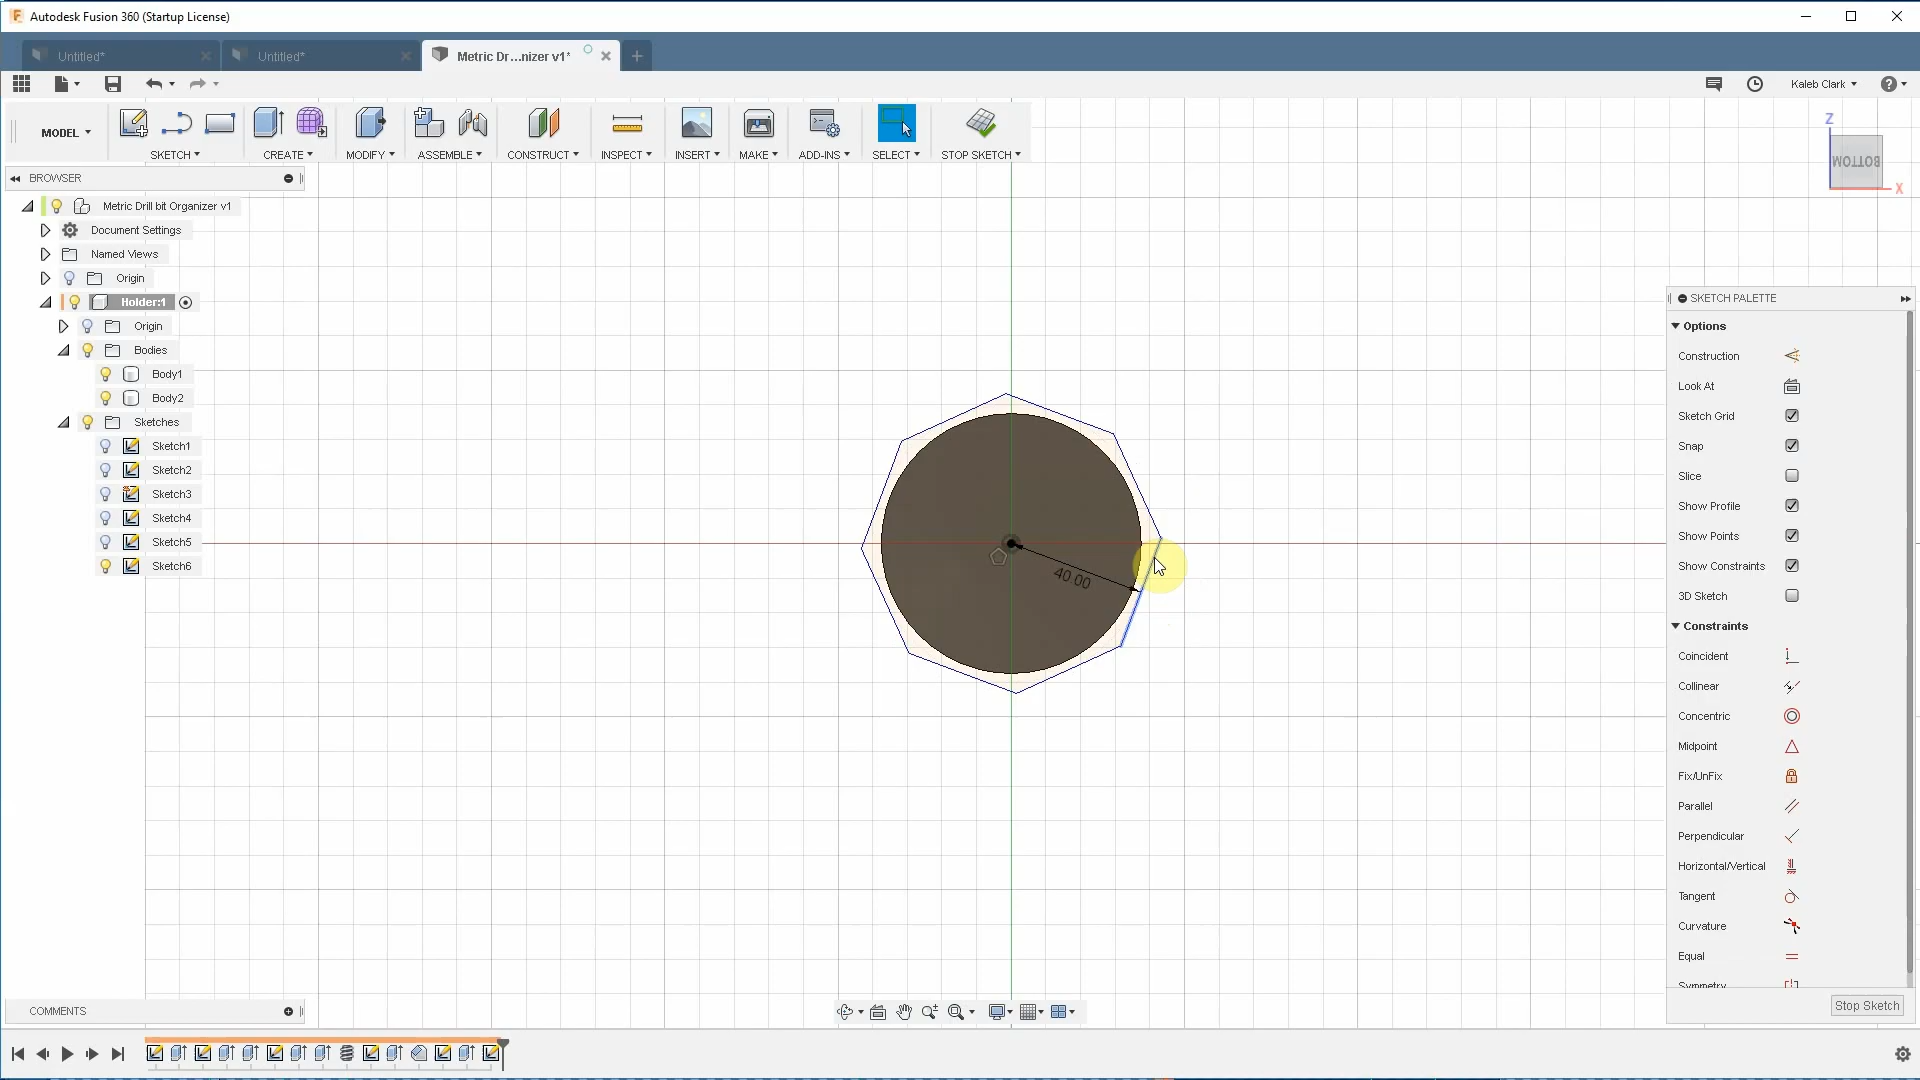 Autodesk Fusion 360 (Startup License)
Untitled*
Untitled*
Metric Dr...nizer v1*
Kaleb Clark
MODEL
SKETCH
CREATE
MODIFY
ASSEMBLE
CONSTRUCT
INSPECT
INSERT
MAKE
ADD-INS
SELECT
STOP SKETCH
Z
BOTTOM
X
BROWSER
Metric Drill bit Organizer v1
Document Settings
Named Views
Origin
Holder:1
Origin
Bodies
Body1
Body2
Sketches
Sketch1
Sketch2
Sketch3
Sketch4
Sketch5
Sketch6
40.00
SKETCH PALETTE
Options
Construction
Look At
Sketch Grid
Snap
Slice
Show Profile
Show Points
Show Constraints
3D Sketch
Constraints
Coincident
Collinear
Concentric
Midpoint
Fix/UnFix
Parallel
Perpendicular
Horizontal/Vertical
Tangent
Curvature
Equal
Symmetry
Stop Sketch
COMMENTS